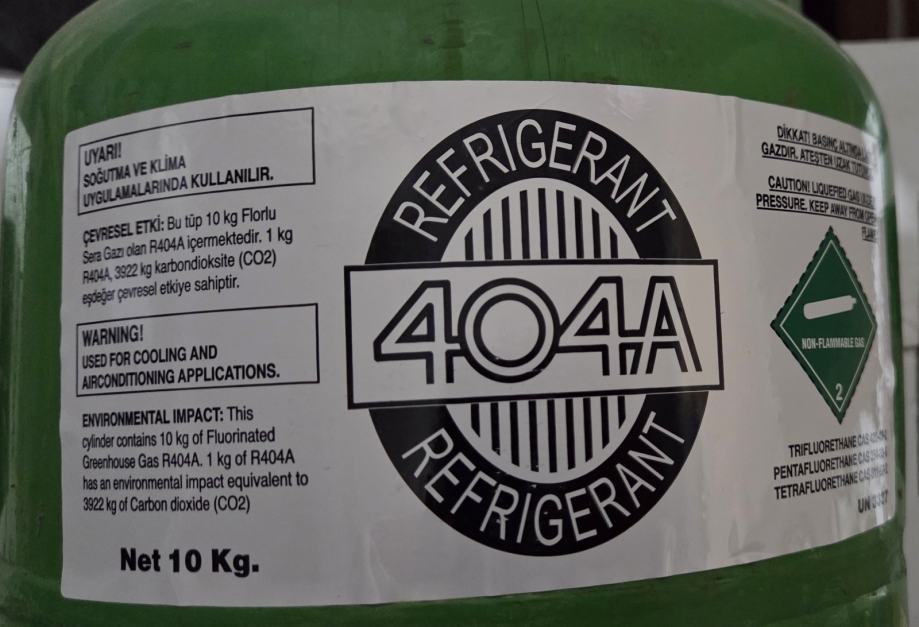 UYARI!
SOĞUTMA VE KLİMA
UYGULAMALARINDA KULLANILIR.
ÇEVRESEL ETKİ: Bu tüp 10 kg Florlu
Sera Gazı olan R404A içermektedir. 1 kg
R404A, 3922 kg karbondioksite (CO2)
eşdeğer çevresel etkiye sahiptir.
WARNING!
USED FOR COOLING AND
AIRCONDITIONING APPLICATIONS.
ENVIRONMENTAL IMPACT: This
cylinder contains 10 kg of Fluorinated
Greenhouse Gas R404A. 1 kg of R404A
has an environmental impact equivalent to
3922 kg of Carbon dioxide (CO2)
Net 10 Kg.
REFRIGERANT
404A
REFRIGERANT
DİKKAT! BASINÇ ALTINDA
GAZDIR. ATEŞTEN UZAK
CAUTION! LIQUEFIED GAS
PRESSURE. KEEP AWAY FROM
NON-FLAMMABLE GAS
2
TRIFLUORETHANE CAS
PENTAFLUORETHANE CAS
TETRAFLUORETHANE CAS
UN